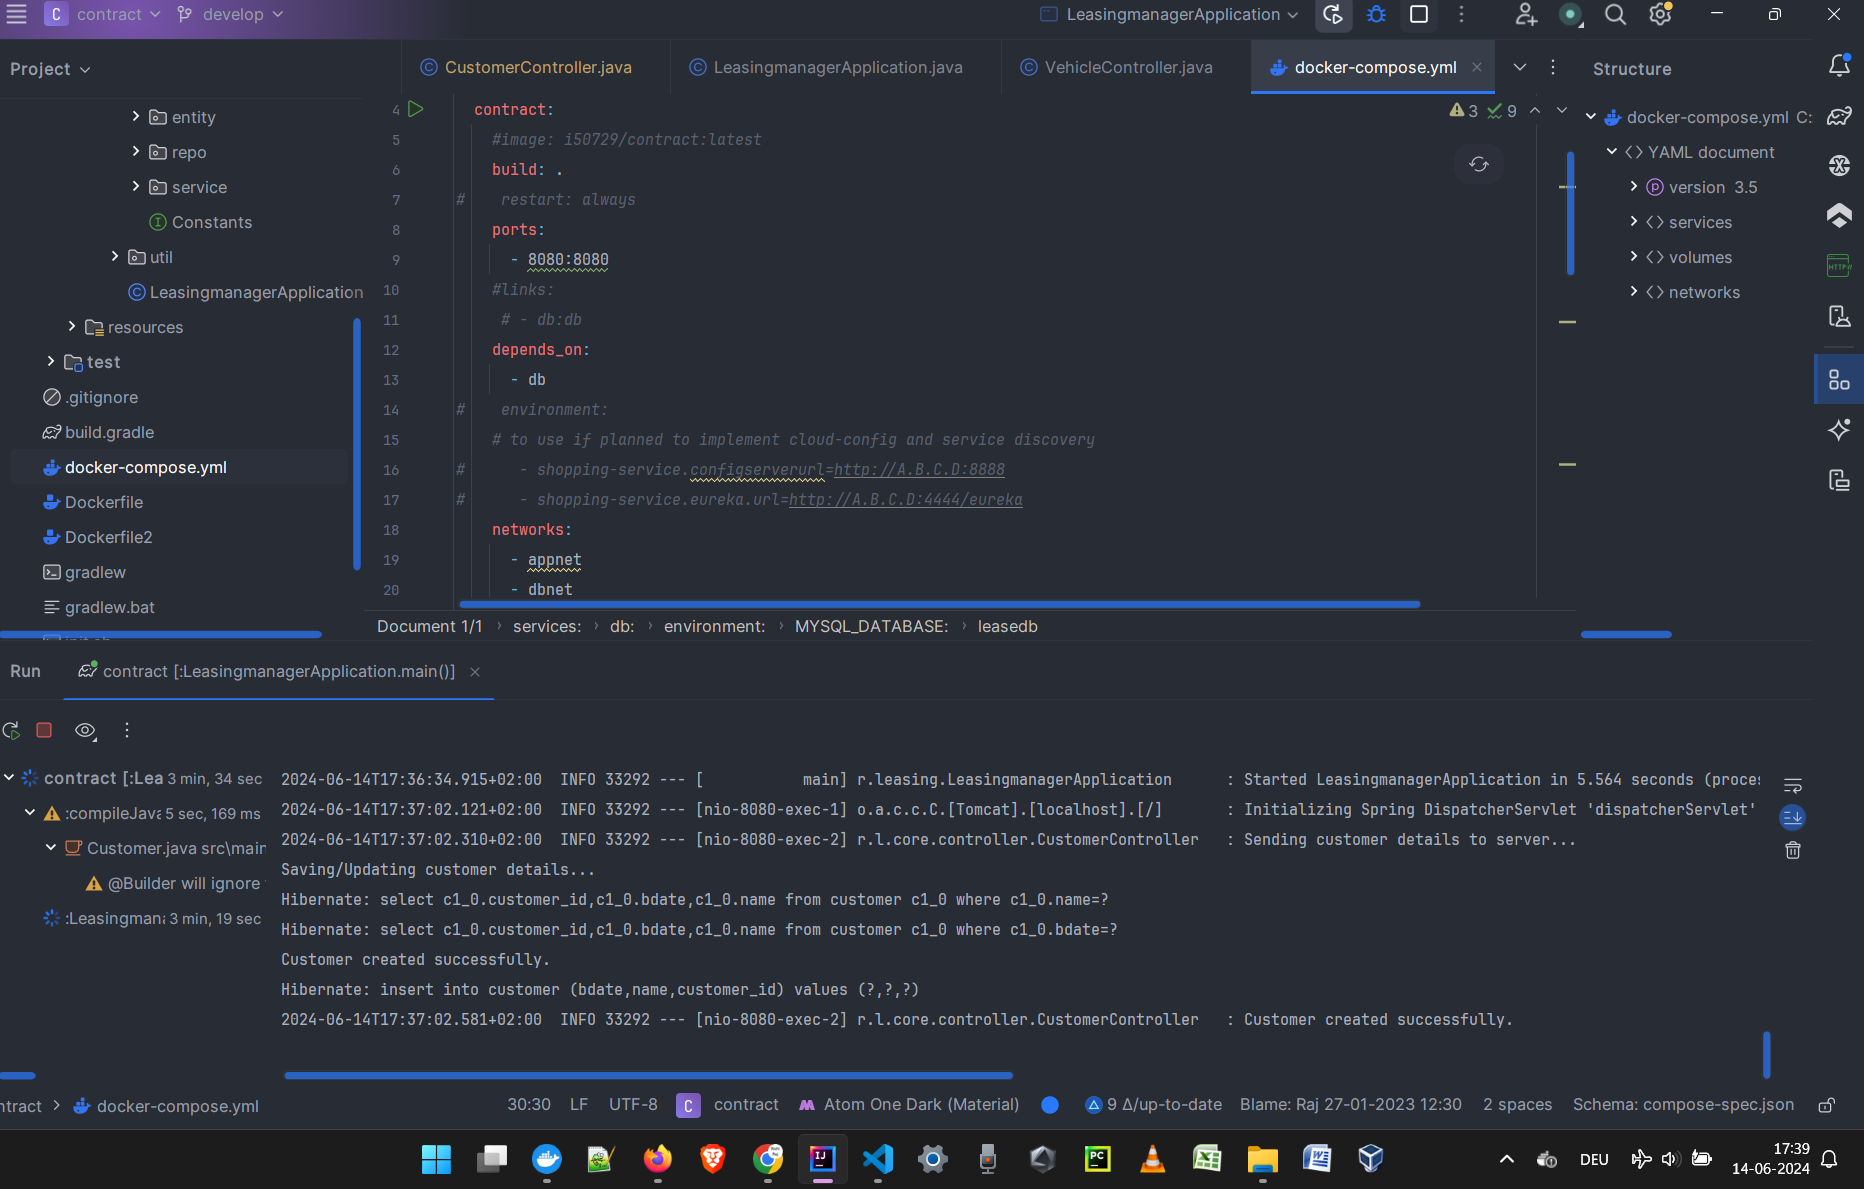 C contract develop LeasingmanagerApplication
Project
CustomerController.java
LeasingmanagerApplication.java
VehicleController.java
docker-compose.yml
Structure
entity
repo
service
Constants
util
LeasingmanagerApplication
resources
test
.gitignore
build.gradle
docker-compose.yml
Dockerfile
Dockerfile2
gradlew
gradlew.bat
4 contract:
5 #image: i50729/contract:latest
6 build: .
7 # restart: always
8 ports:
9 - 8080:8080
10 #links:
11 # - db:db
12 depends_on:
13 - db
14 # environment:
15 # to use if planned to implement cloud-config and service discovery
16 # - shopping-service.configserverurl=http://A.B.C.D:8888
17 # - shopping-service.eureka.url=http://A.B.C.D:4444/eureka
18 networks:
19 - appnet
20 - dbnet
3 9
docker-compose.yml C:
YAML document
version 3.5
services
volumes
networks
HTTP
Document 1/1 › services: › db: › environment: › MYSQL_DATABASE: › leasedb
Run contract [:LeasingmanagerApplication.main()]
contract [:Lea 3 min, 34 sec
:compileJava 5 sec, 169 ms
Customer.java src\main
@Builder will ignore
:Leasingmana 3 min, 19 sec
2024-06-14T17:36:34.915+02:00 INFO 33292 --- [ main] r.leasing.LeasingmanagerApplication : Started LeasingmanagerApplication in 5.564 seconds (proces
2024-06-14T17:37:02.121+02:00 INFO 33292 --- [nio-8080-exec-1] o.a.c.c.C.[Tomcat].[localhost].[/] : Initializing Spring DispatcherServlet 'dispatcherServlet'
2024-06-14T17:37:02.310+02:00 INFO 33292 --- [nio-8080-exec-2] r.l.core.controller.CustomerController : Sending customer details to server...
Saving/Updating customer details...
Hibernate: select c1_0.customer_id,c1_0.bdate,c1_0.name from customer c1_0 where c1_0.name=?
Hibernate: select c1_0.customer_id,c1_0.bdate,c1_0.name from customer c1_0 where c1_0.bdate=?
Customer created successfully.
Hibernate: insert into customer (bdate,name,customer_id) values (?,?,?)
2024-06-14T17:37:02.581+02:00 INFO 33292 --- [nio-8080-exec-2] r.l.core.controller.CustomerController : Customer created successfully.
ntract › docker-compose.yml 30:30 LF UTF-8 C contract Atom One Dark (Material) 9 Δ/up-to-date Blame: Raj 27-01-2023 12:30 2 spaces Schema: compose-spec.json
IJ PC DEU 17:39
14-06-2024